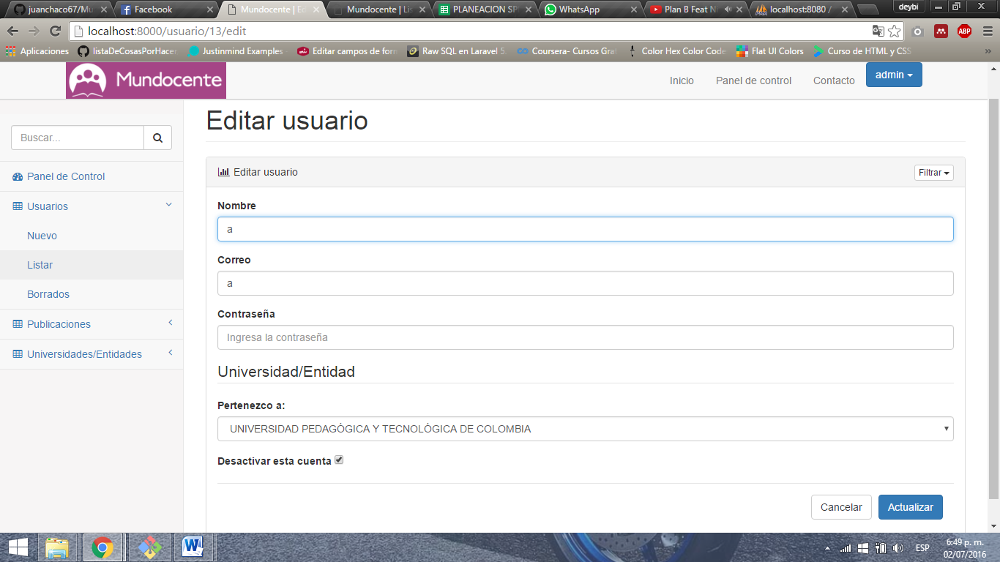 juanchaco67/Mu
Facebook
Mundocente | Ed
Mundocente | Lis
PLANEACION SP
WhatsApp
Plan B Feat N
localhost:8080 /
deybi
localhost:8000/usuario/13/edit
ABP
Aplicaciones
listaDeCosasPorHacer
Justinmind Examples
Editar campos de form
Raw SQL en Laravel 5.
Coursera- Cursos Grat
Color Hex Color Code
Flat UI Colors
Curso de HTML y CSS
»
Mundocente
Inicio
Panel de control
Contacto
admin
Editar usuario
Buscar...
Panel de Control
Usuarios
Nuevo
Listar
Borrados
Publicaciones
Universidades/Entidades
Editar usuario
Filtrar
Nombre
a
Correo
a
Contraseña
Ingresa la contraseña
Universidad/Entidad
Pertenezco a:
UNIVERSIDAD PEDAGÓGICA Y TECNOLÓGICA DE COLOMBIA
Desactivar esta cuenta
Cancelar
Actualizar
ESP
6:49 p. m.
02/07/2016